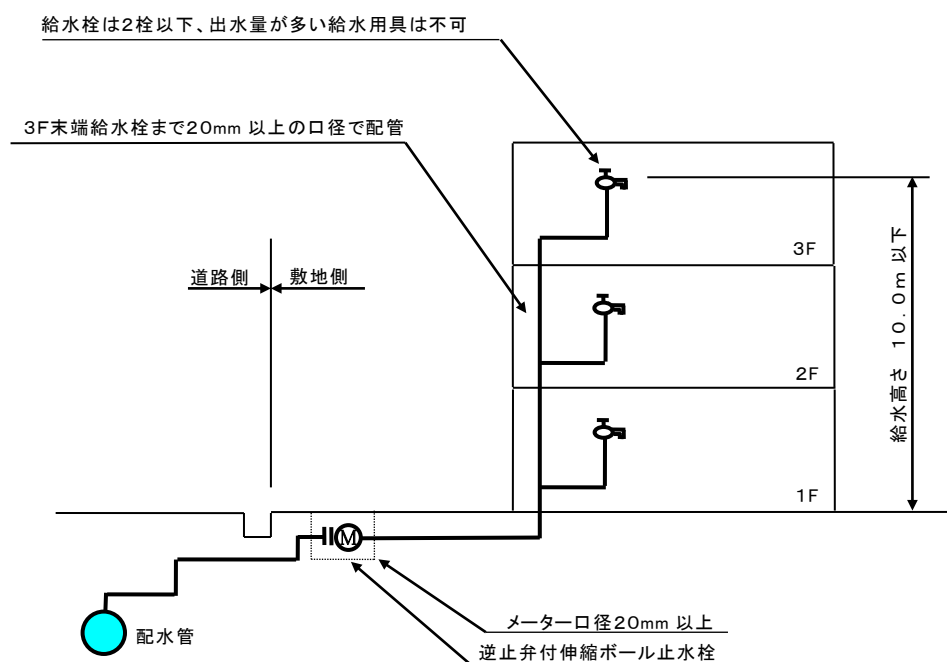 給水栓は2栓以下、出水量が多い給水用具は不可
3F末端給水栓まで20mm 以上の口径で配管
3F
道路側
敷地側
給水高さ 10.0m 以下
2F
1F
M
メーター口径20mm 以上
配水管
逆止弁付伸縮ボール止水栓